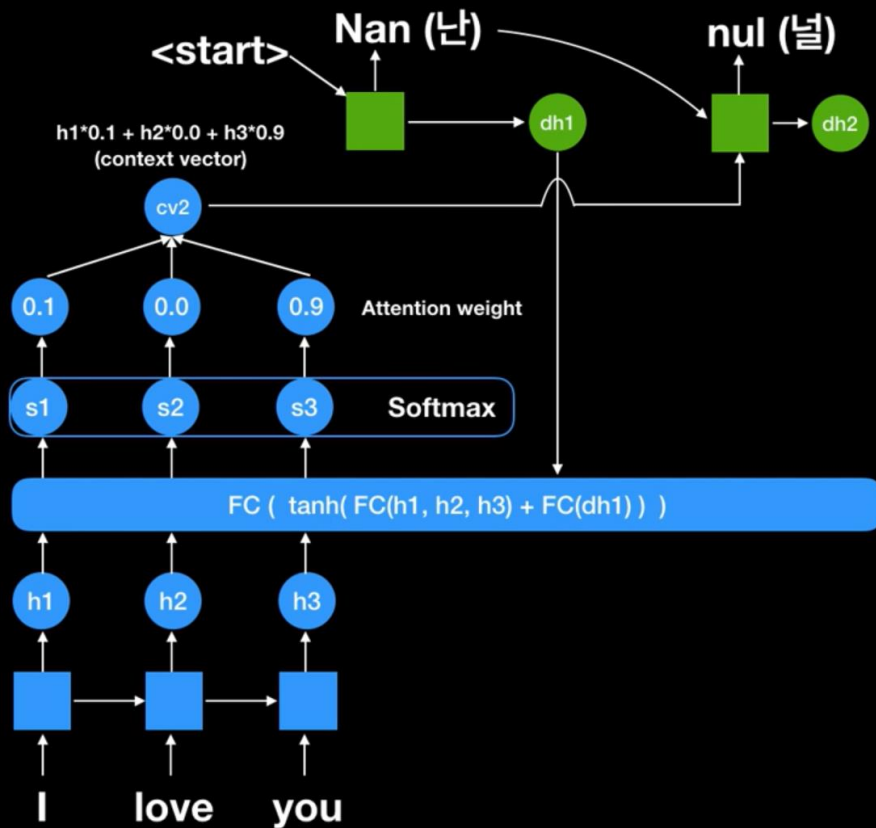 Nan (난)
nul (널)
<start>
h1*0.1 + h2*0.0 + h3*0.9
(context vector)
dh1
dh2
cv2
0.1
0.0
0.9
Attention weight
s1
s2
s3
Softmax
FC ( tanh( FC(h1, h2, h3) + FC(dh1) ) )
h1
h2
h3
I
love
you